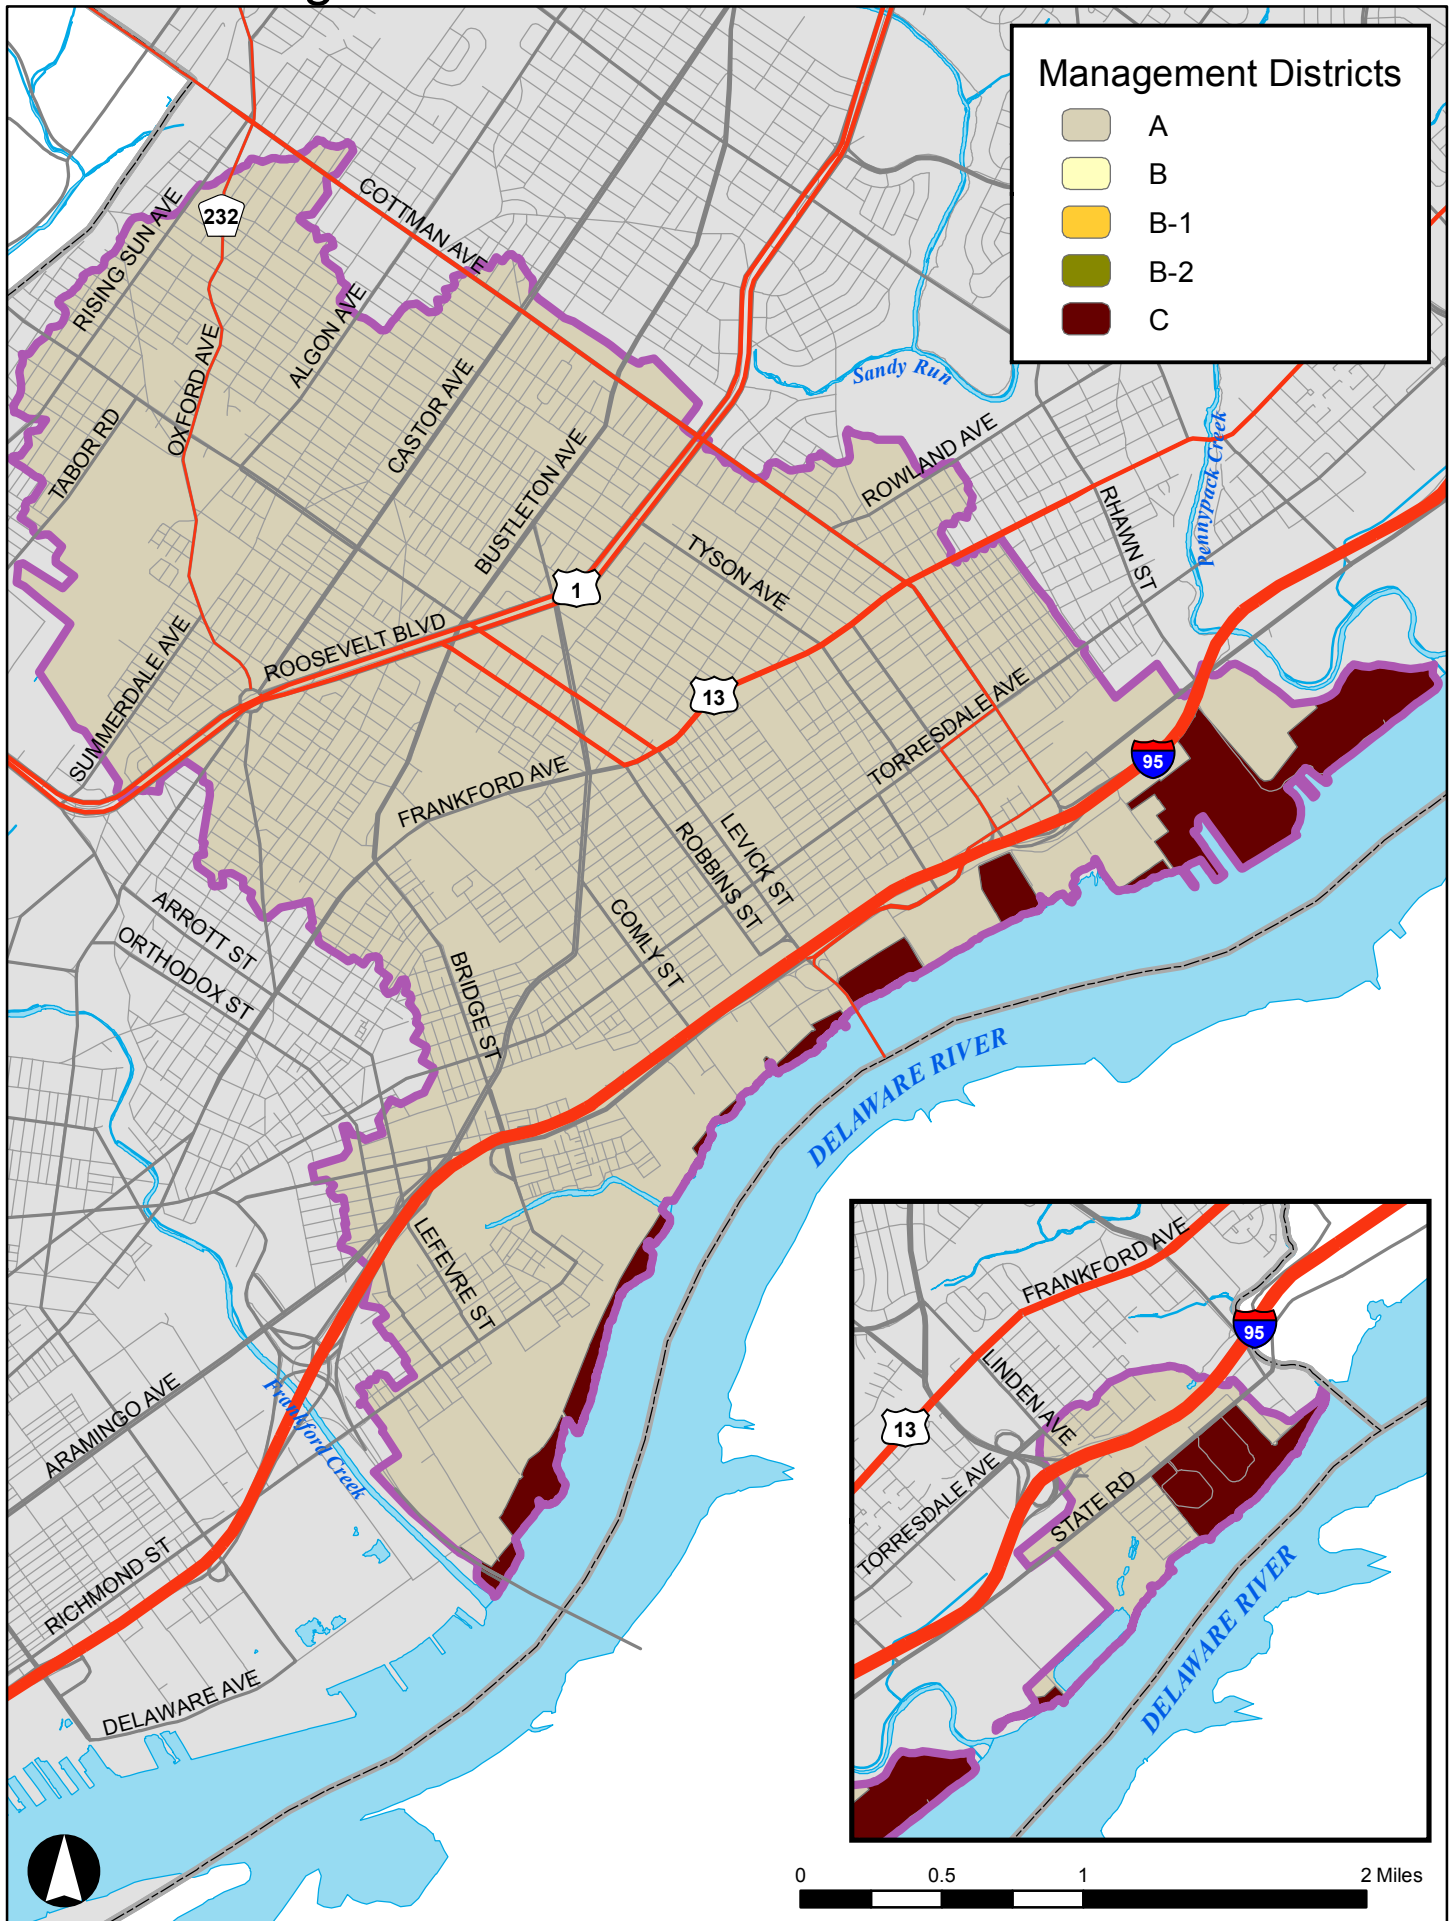 Management Districts
A
B
B-1
B-2
C
232
COTTMAN AVE
RISING SUN AVE
ALGON AVE
OXFORD AVE
CASTOR AVE
TABOR RD
BUSTLETON AVE
Sandy Run
ROWLAND AVE
Pennypack Creek
RHAWN ST
TYSON AVE
1
ROOSEVELT BLVD
SUMMERDALE AVE
13
TORRESDALE AVE
95
FRANKFORD AVE
LEVICK ST
ROBBINS ST
COMLY ST
ARROTT ST
ORTHODOX ST
BRIDGE ST
DELAWARE RIVER
LEFEVRE ST
ARAMINGO AVE
Frankford Creek
RICHMOND ST
DELAWARE AVE
FRANKFORD AVE
95
LINDEN AVE
13
TORRESDALE AVE
STATE RD
DELAWARE RIVER
0 0.5 1 2 Miles